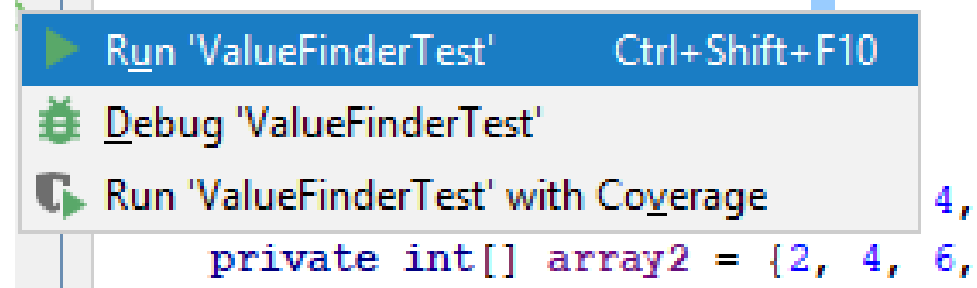 Run 'ValueFinderTest' Ctrl+Shift+F10
Debug 'ValueFinderTest'
Run 'ValueFinderTest' with Coverage
4,
private int[] array2 = {2, 4, 6,